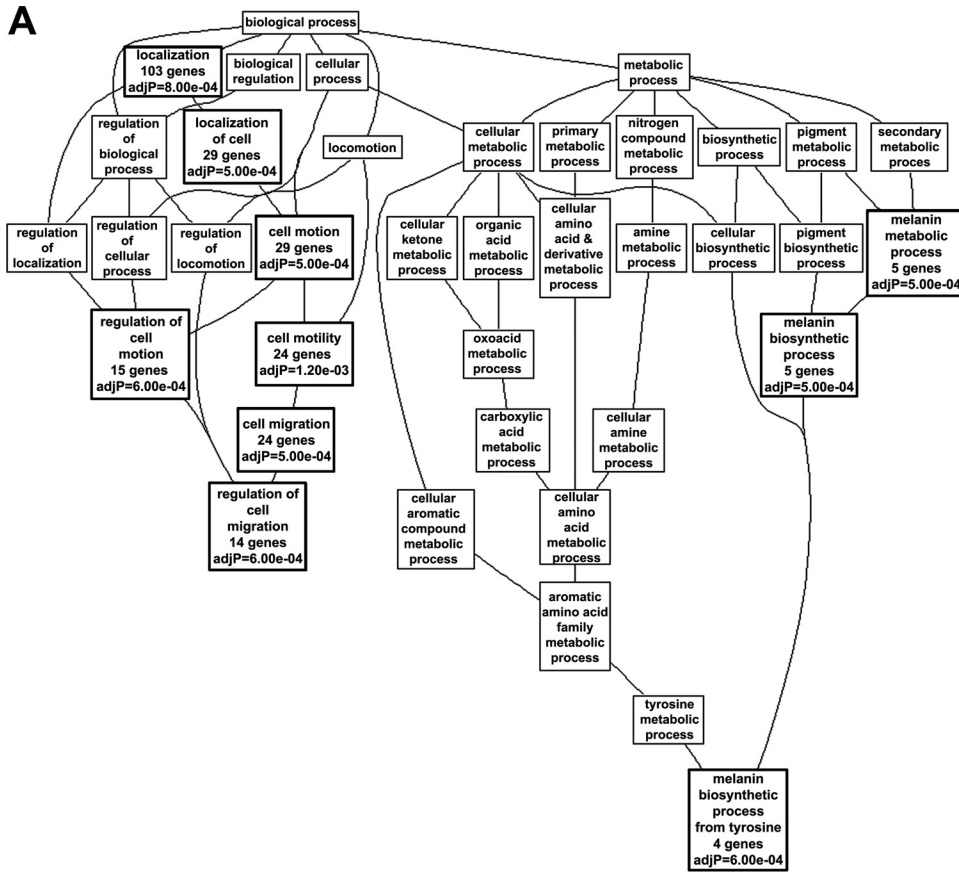 A
biological process
localization
103 genes
adjP=8.00e-04
biological
regulation
cellular
process
metabolic
process
regulation
of
biological
process
localization
of cell
29 genes
adjP=5.00e-04
locomotion
cellular
metabolic
process
primary
metabolic
process
nitrogen
compound
metabolic
process
biosynthetic
process
pigment
metabolic
process
secondary
metabolic
proces
regulation
of
localization
regulation
of
cellular
process
regulation
of
locomotion
cell motion
29 genes
adjP=5.00e-04
cellular
ketone
metabolic
process
organic
acid
metabolic
process
cellular
amino
acid &
derivative
metabolic
process
amine
metabolic
process
cellular
biosynthetic
process
pigment
biosynthetic
process
melanin
metabolic
process
5 genes
adjP=5.00e-04
regulation of
cell
motion
15 genes
adjP=6.00e-04
cell motility
24 genes
adjP=1.20e-03
oxoacid
metabolic
process
melanin
biosynthetic
process
5 genes
adjP=5.00e-04
cell migration
24 genes
adjP=5.00e-04
carboxylic
acid
metabolic
process
cellular
amine
metabolic
process
regulation of
cell
migration
14 genes
adjP=6.00e-04
cellular
aromatic
compound
metabolic
process
cellular
amino
acid
metabolic
process
aromatic
amino acid
family
metabolic
process
tyrosine
metabolic
process
melanin
biosynthetic
process
from tyrosine
4 genes
adjP=6.00e-04